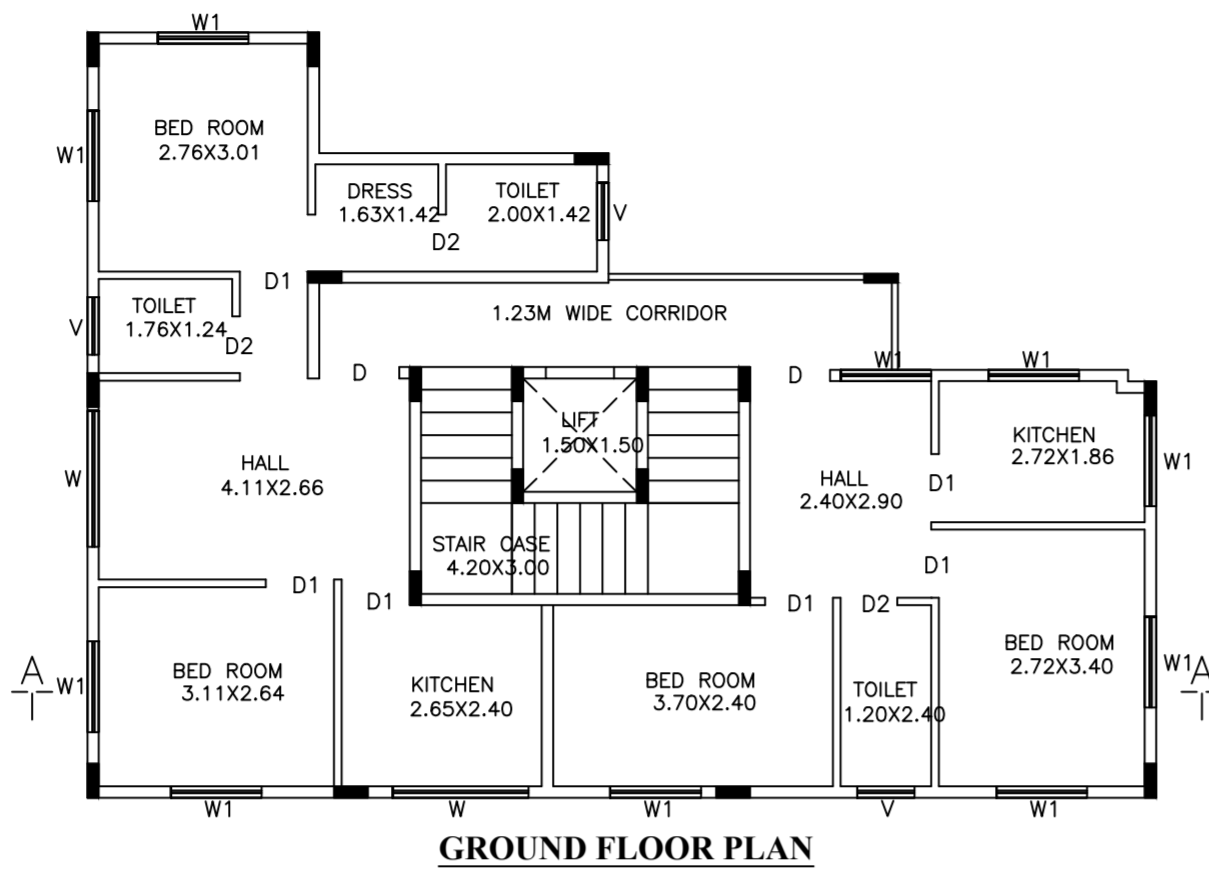 W1
BED ROOM
2.76X3.01
W1
DRESS
1.63X1.42
TOILET
2.00X1.42
V
D2
D1
TOILET
1.76X1.24
V
D2
1.23M WIDE CORRIDOR
D
D
W1
W1
LIFT
1.50X1.50
KITCHEN
2.72X1.86
W1
HALL
4.11X2.66
W
HALL
2.40X2.90
D1
STAIR CASE
4.20X3.00
D1
D1
D1
D1
D2
BED ROOM
2.72X3.40
W1
A
W1
BED ROOM
3.11X2.64
KITCHEN
2.65X2.40
BED ROOM
3.70X2.40
TOILET
1.20X2.40
A
W1
W
W1
V
W1
GROUND FLOOR PLAN